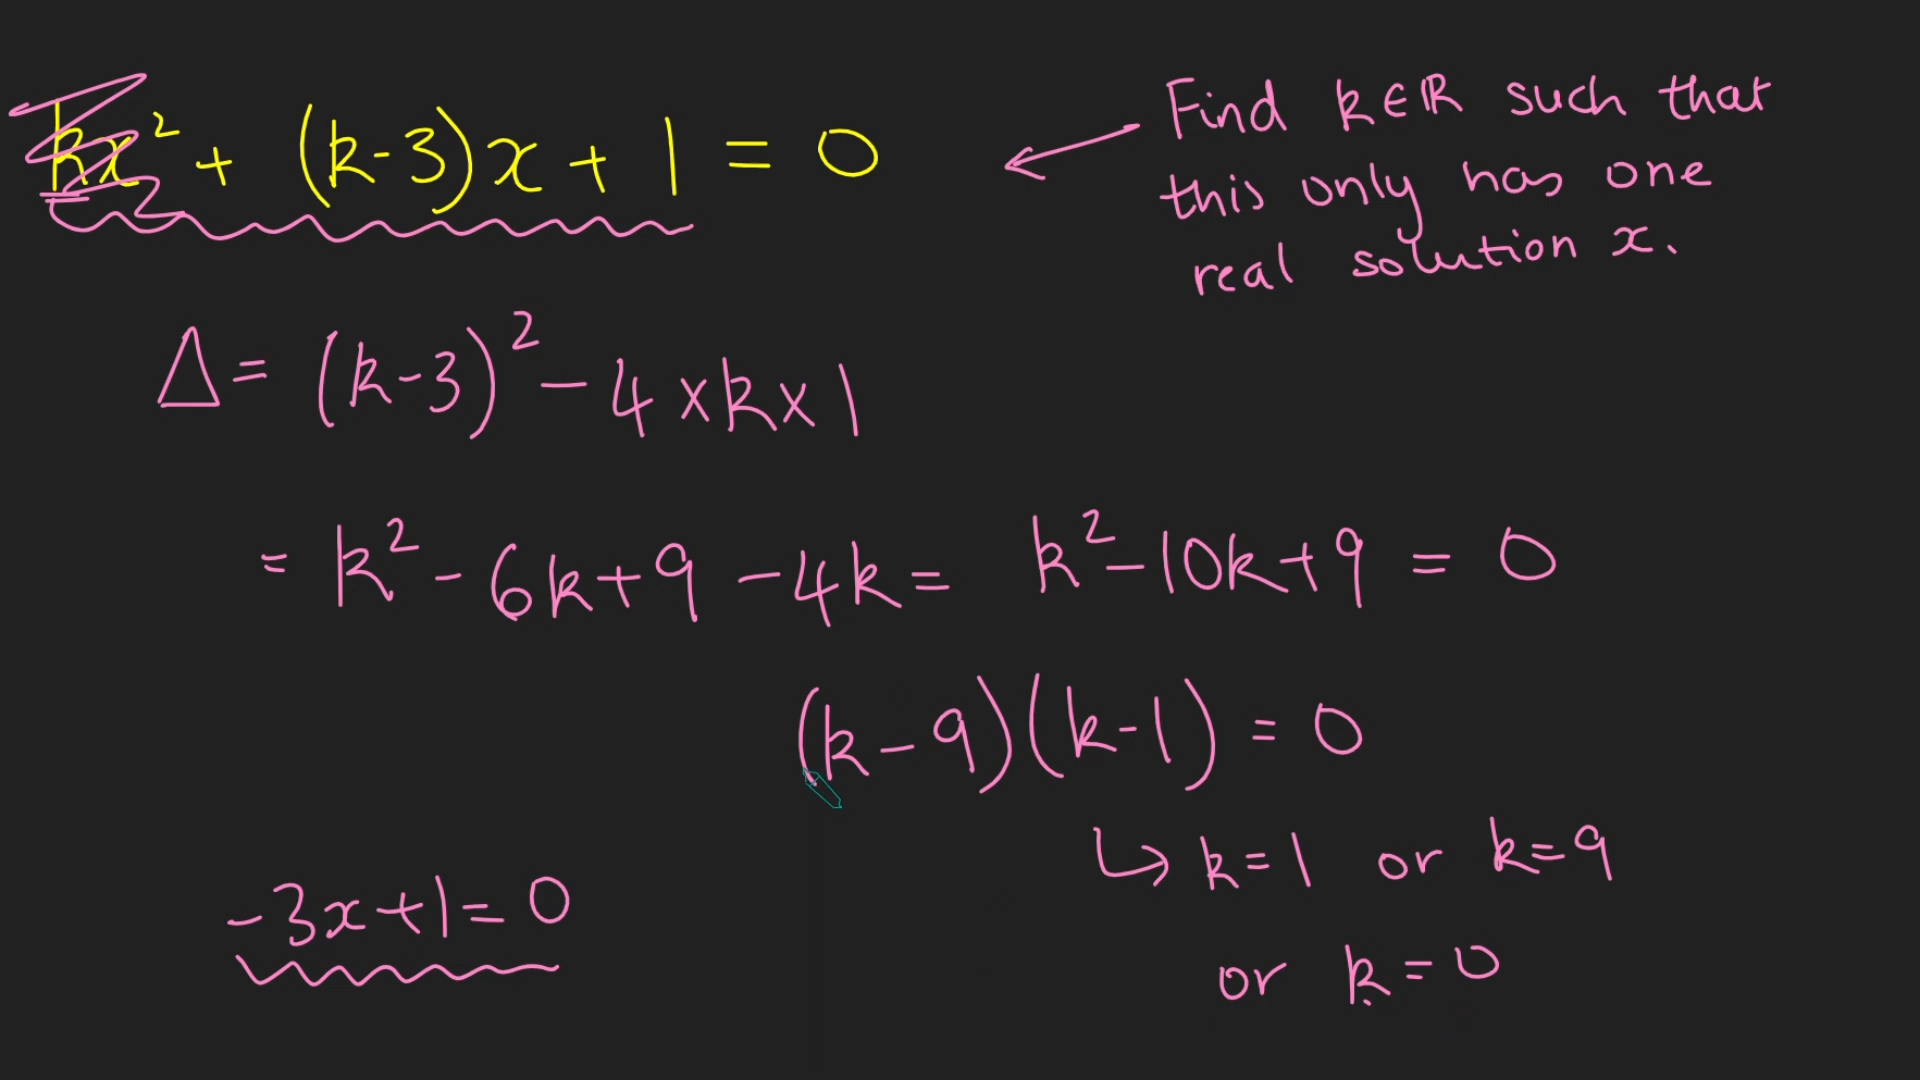 kx² + (k-3)x + 1 = 0
Find k∈ℝ such that
this only has one
real solution x.
Δ = (k-3)² - 4 × k × 1
= k² - 6k + 9 - 4k = k² - 10k + 9 = 0
(k-9)(k-1) = 0
↳ k = 1 or k = 9
-3x + 1 = 0
or k = 0